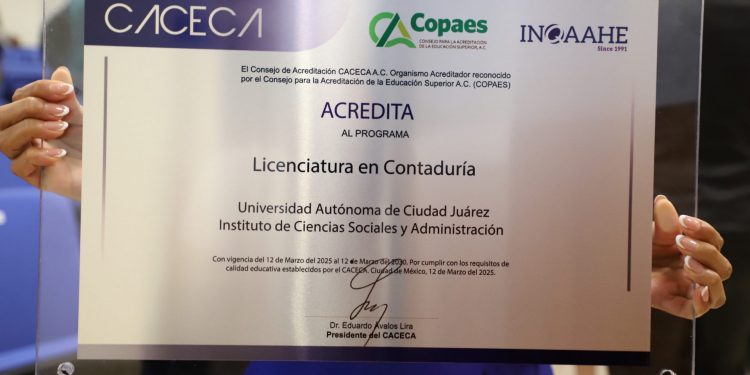 CACECA
Copaes
CONSEJO PARA LA ACREDITACIÓN
DE LA EDUCACIÓN SUPERIOR, A.C.
INQAAHE
Since 1991
El Consejo de Acreditación CACECA A.C. Organismo Acreditador reconocido
por el Consejo para la Acreditación de la Educación Superior A.C. (COPAES)
ACREDITA
AL PROGRAMA
Licenciatura en Contaduría
Universidad Autónoma de Ciudad Juárez
Instituto de Ciencias Sociales y Administración
Con vigencia del 12 de Marzo del 2025 al 12 de Marzo del 2030. Por cumplir con los requisitos de
calidad educativa establecidos por el CACECA. Ciudad de México, 12 de Marzo del 2025.
Dr. Eduardo Avalos Lira
Presidente del CACECA